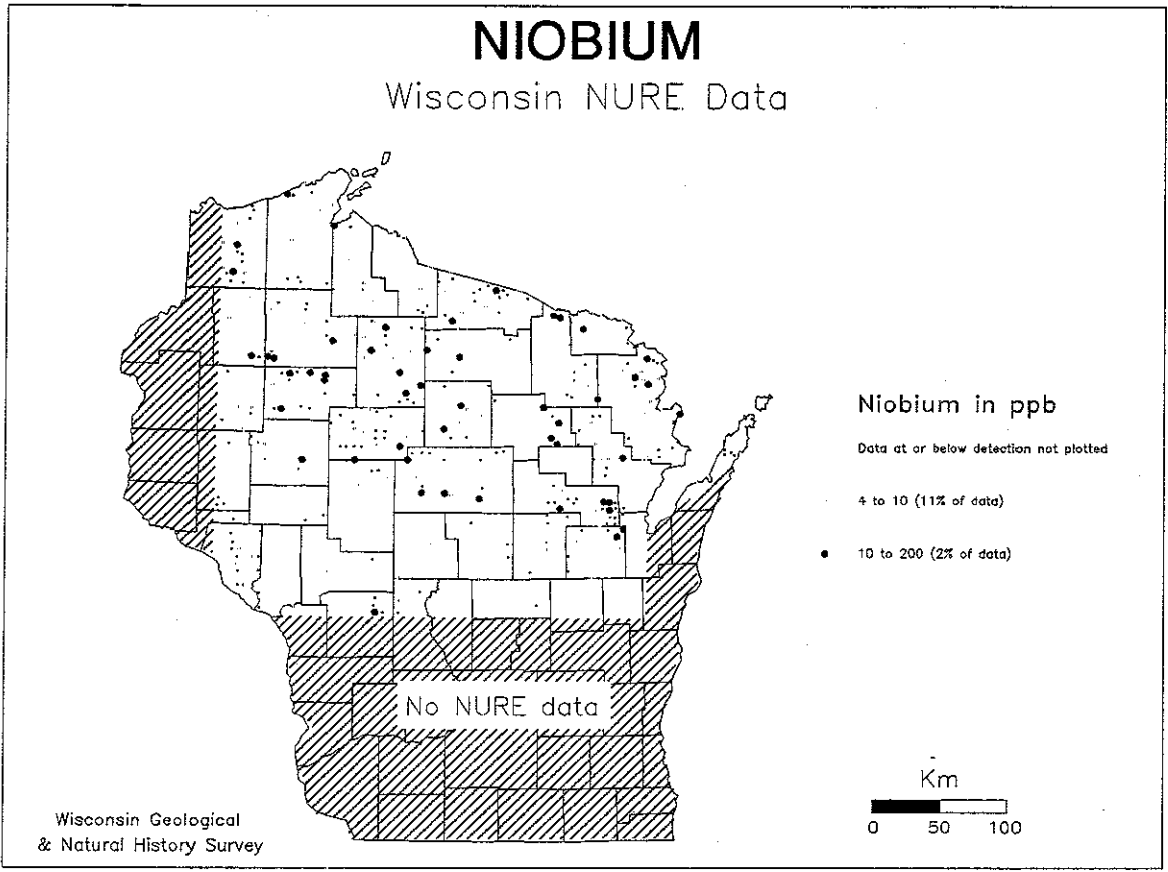 NIOBIUM
Wisconsin NURE Data
Niobium in ppb
Data at or below detection not plotted
4 to 10 (11% of data)
10 to 200 (2% of data)
No NURE data
Km
0 50 100
Wisconsin Geological
& Natural History Survey